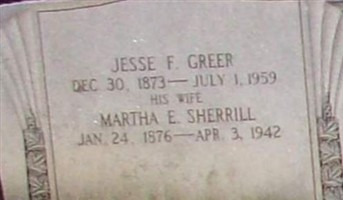 JESSE F. GREER
DEC. 30, 1873 — JULY 1, 1959
HIS WIFE
MARTHA E. SHERRILL
JAN. 24, 1876 — APR. 3, 1942